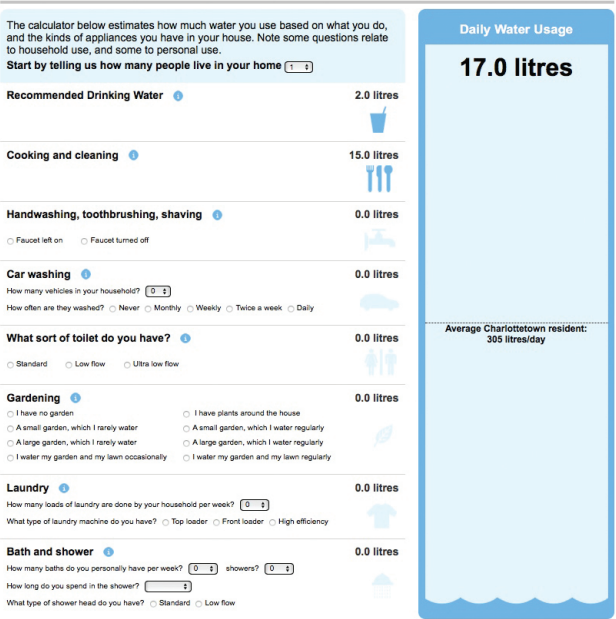 The calculator below estimates how much water you use based on what you do,
and the kinds of appliances you have in your house. Note some questions relate
to household use, and some to personal use.
Start by telling us how many people live in your home 1
Recommended Drinking Water i 2.0 litres
Cooking and cleaning i 15.0 litres
Handwashing, toothbrushing, shaving i 0.0 litres
Faucet left on Faucet turned off
Car washing i 0.0 litres
How many vehicles in your household? 0
How often are they washed? Never Monthly Weekly Twice a week Daily
What sort of toilet do you have? i 0.0 litres
Standard Low flow Ultra low flow
Gardening i 0.0 litres
I have no garden I have plants around the house
A small garden, which I rarely water A small garden, which I water regularly
A large garden, which I rarely water A large garden, which I water regularly
I water my garden and my lawn occasionally I water my garden and my lawn regularly
Laundry i 0.0 litres
How many loads of laundry are done by your household per week? 0
What type of laundry machine do you have? Top loader Front loader High efficiency
Bath and shower i 0.0 litres
How many baths do you personally have per week? 0 showers? 0
How long do you spend in the shower?
What type of shower head do you have? Standard Low flow
Daily Water Usage
17.0 litres
Average Charlottetown resident:
305 litres/day